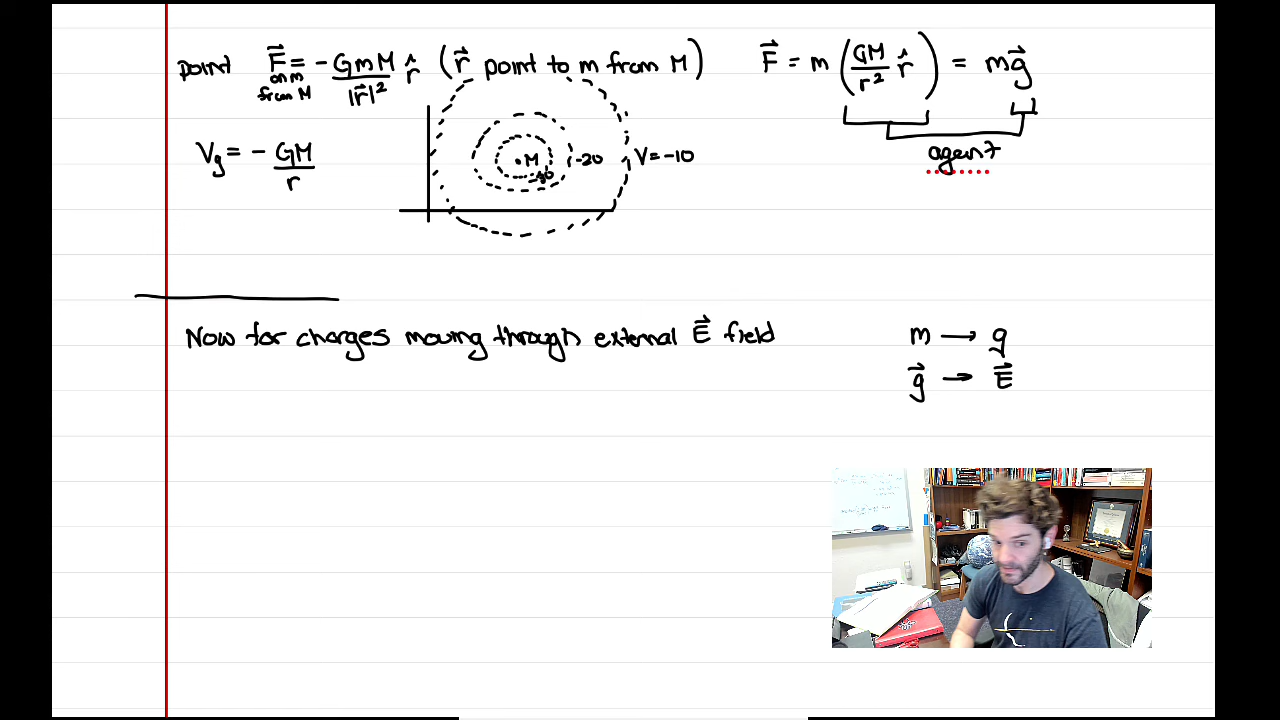 point F⃗ = -GmM/|r⃗|² r̂ (r⃗ point to m from M)
on m
from M
F⃗ = m (GM/r² r̂) = mg⃗
agent
V_g = - GM/r
M
-20
V = -10
Now for charges moving through external E⃗ field
m → q
g⃗ → E⃗